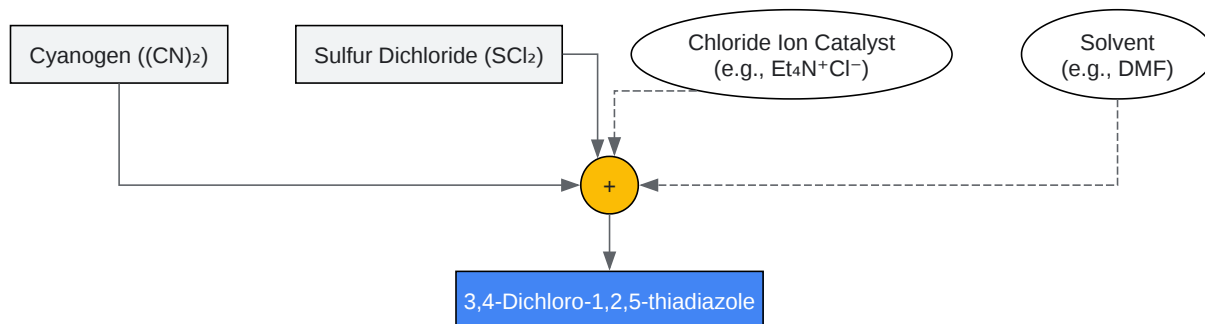 Cyanogen ((CN)₂)
Sulfur Dichloride (SCl₂)
Chloride Ion Catalyst
(e.g., Et₄N⁺Cl⁻)
Solvent
(e.g., DMF)
+
3,4-Dichloro-1,2,5-thiadiazole